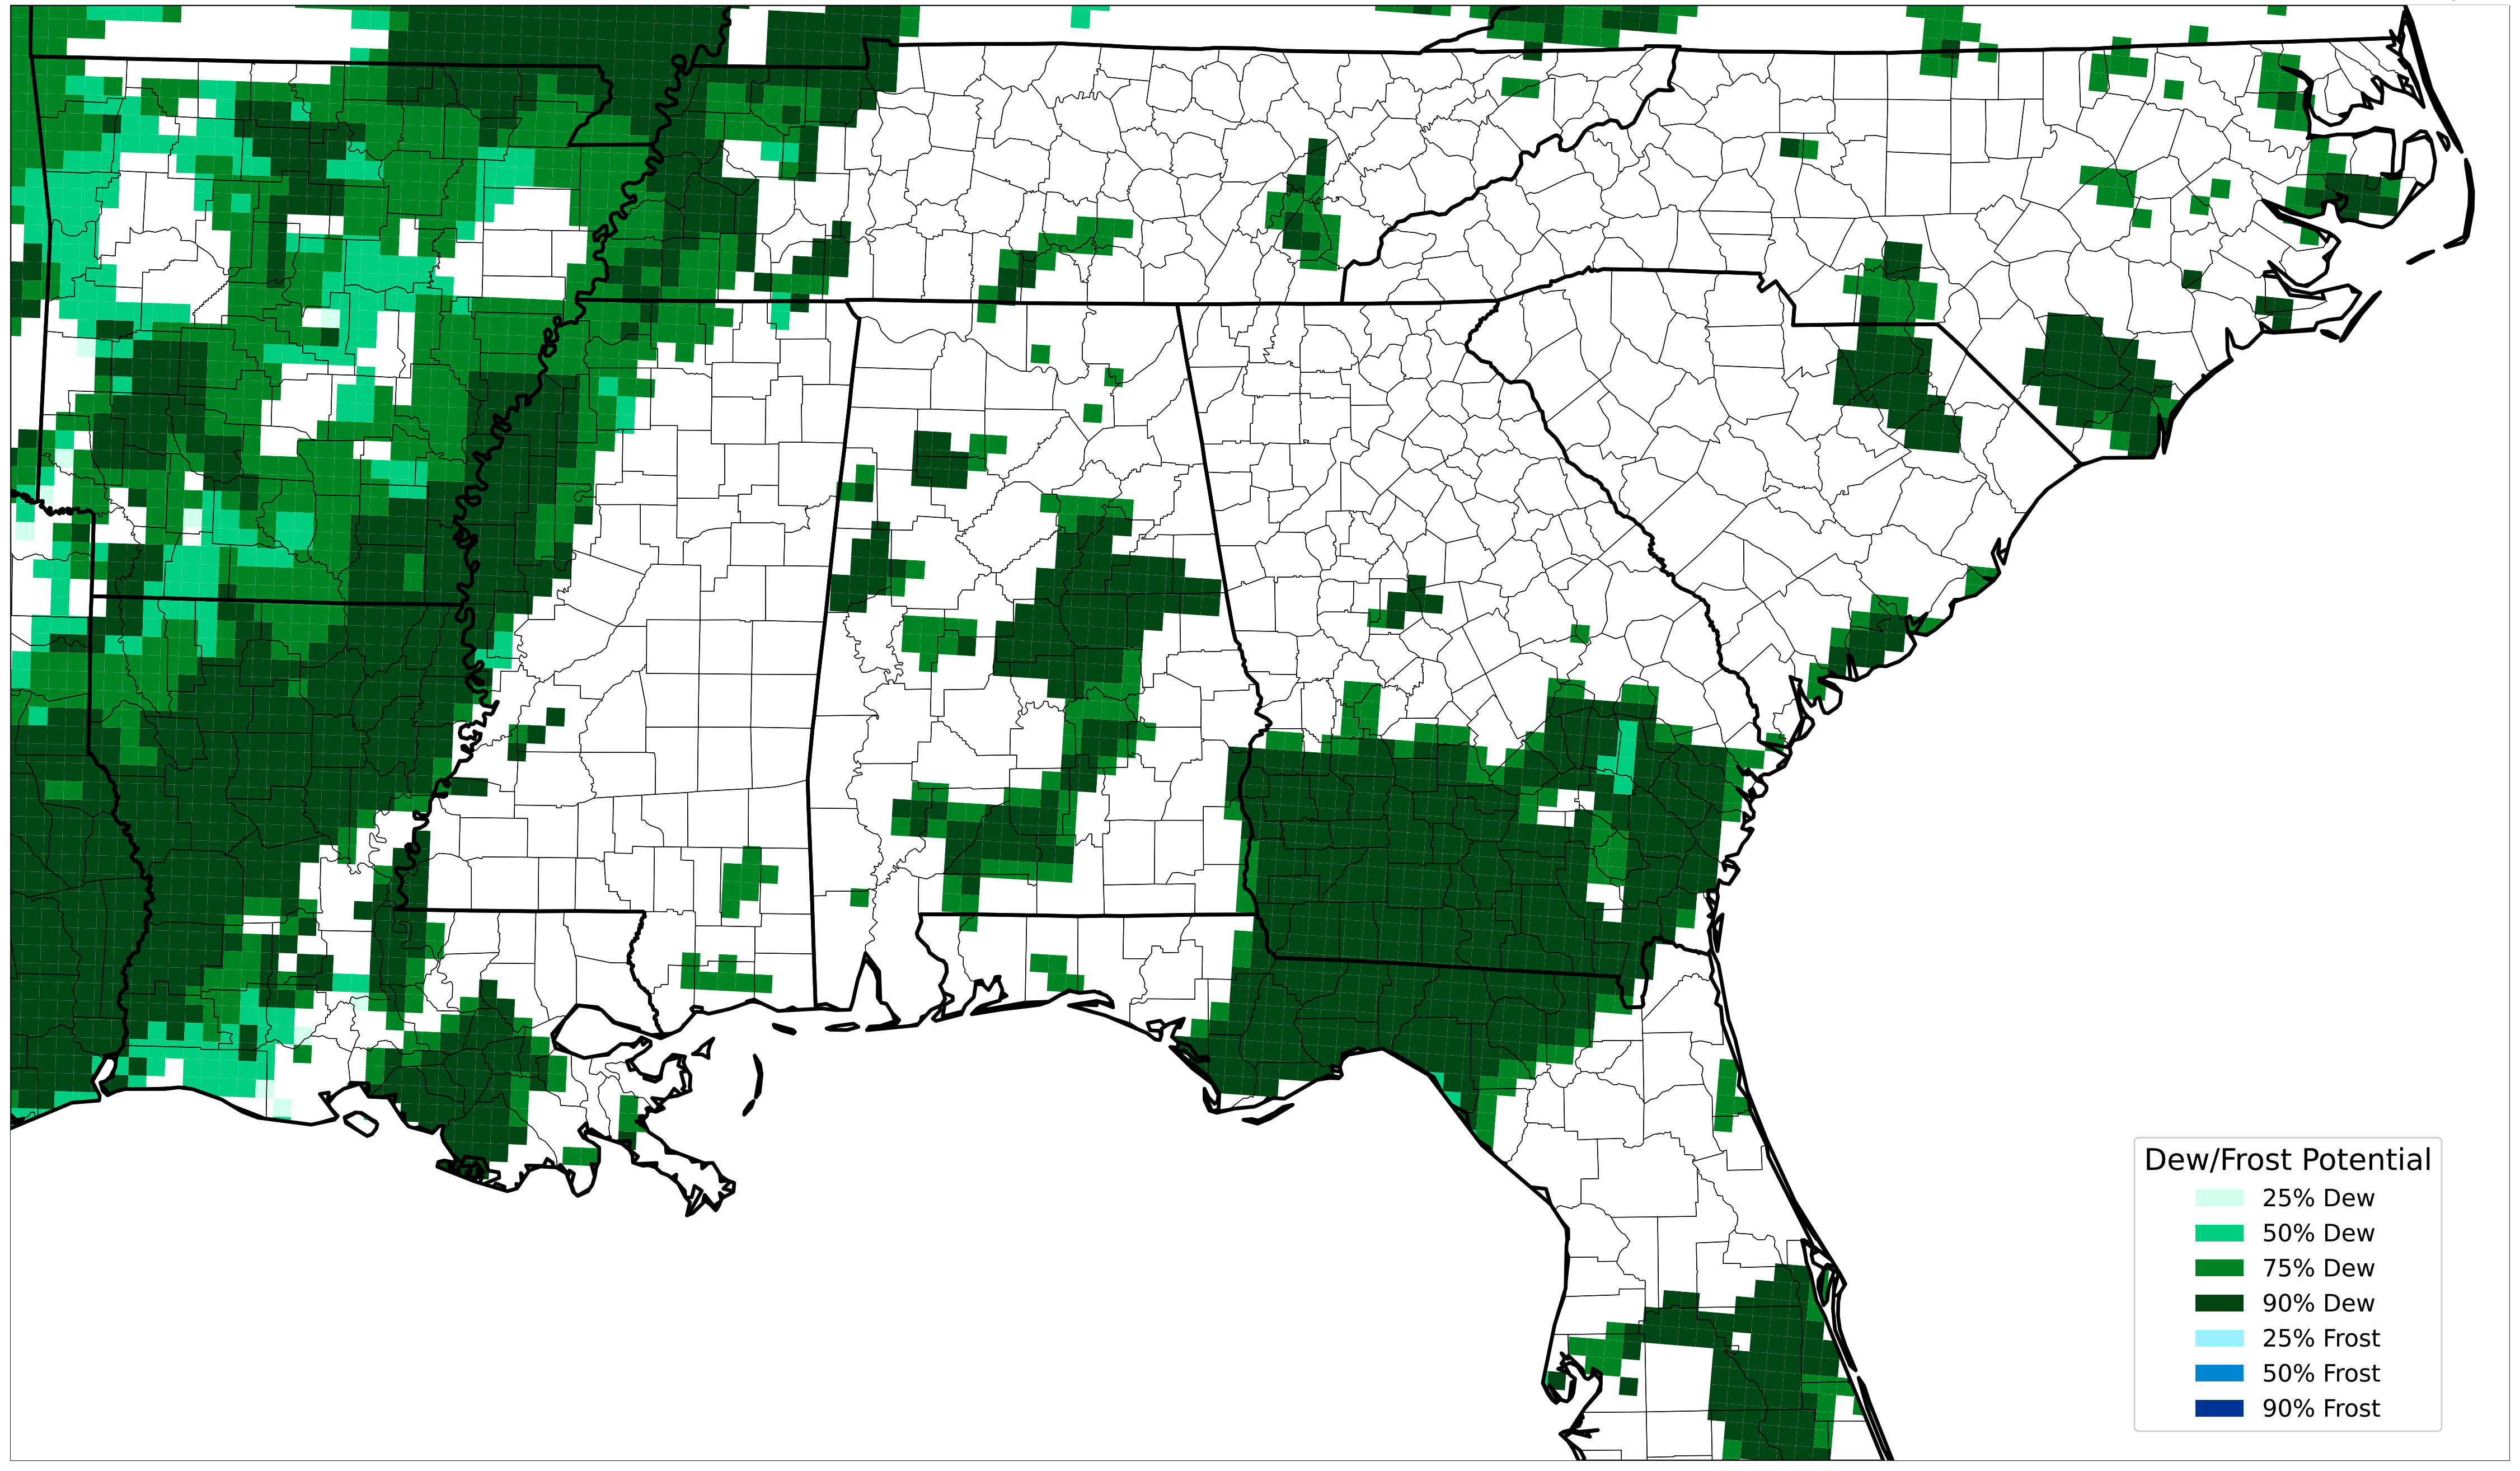 Dew/Frost Potential
25% Dew
50% Dew
75% Dew
90% Dew
25% Frost
50% Frost
90% Frost